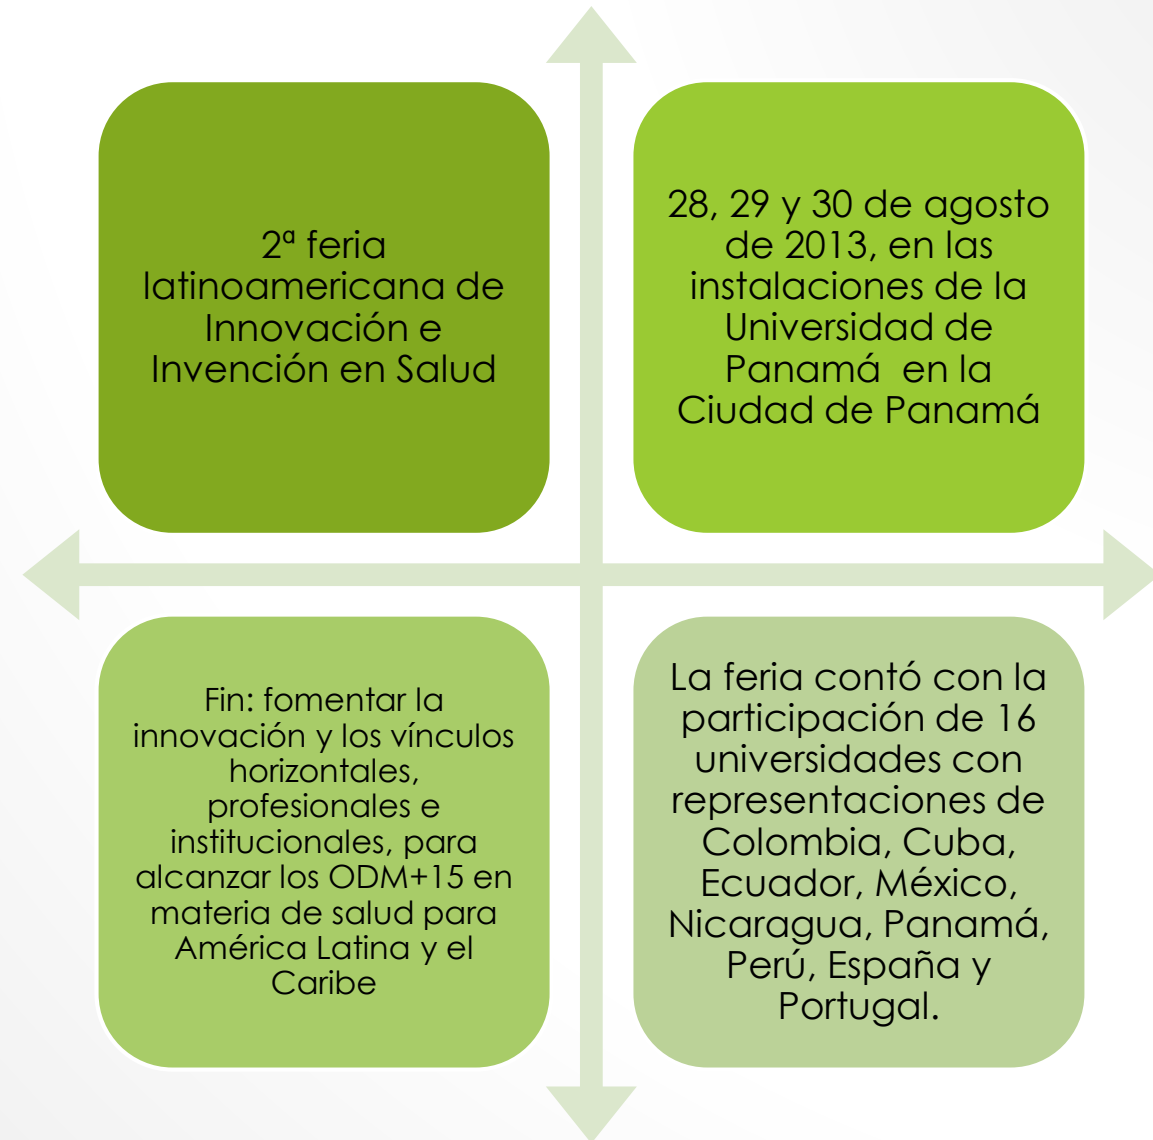 2ª feria
latinoamericana de
Innovación e
Invención en Salud
28, 29 y 30 de agosto
de 2013, en las
instalaciones de la
Universidad de
Panamá  en la
Ciudad de Panamá
Fin: fomentar la
innovación y los vínculos
horizontales,
profesionales e
institucionales, para
alcanzar los ODM+15 en
materia de salud para
América Latina y el
Caribe
La feria contó con la
participación de 16
universidades con
representaciones de
Colombia, Cuba,
Ecuador, México,
Nicaragua, Panamá,
Perú, España y
Portugal.